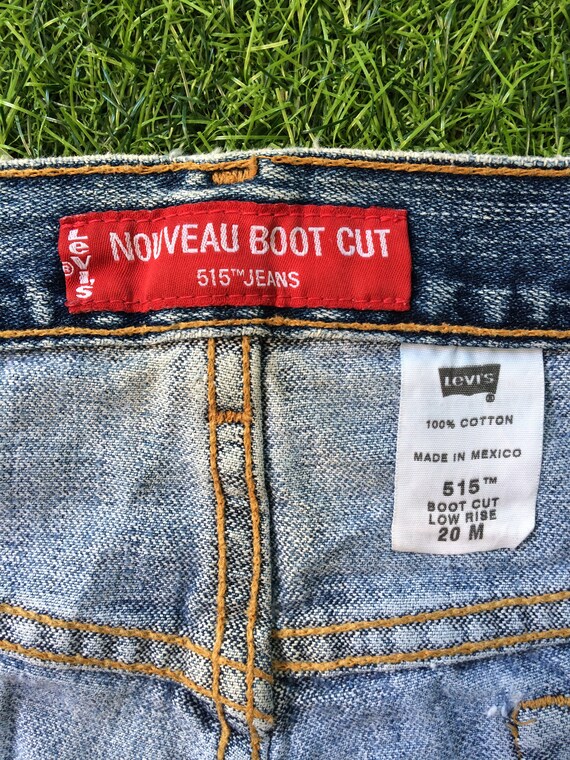 LEVI'S®
NOUVEAU BOOT CUT
515™ JEANS
LEVI'S®
100% COTTON
MADE IN MEXICO
515™
BOOT CUT
LOW RISE
20 M